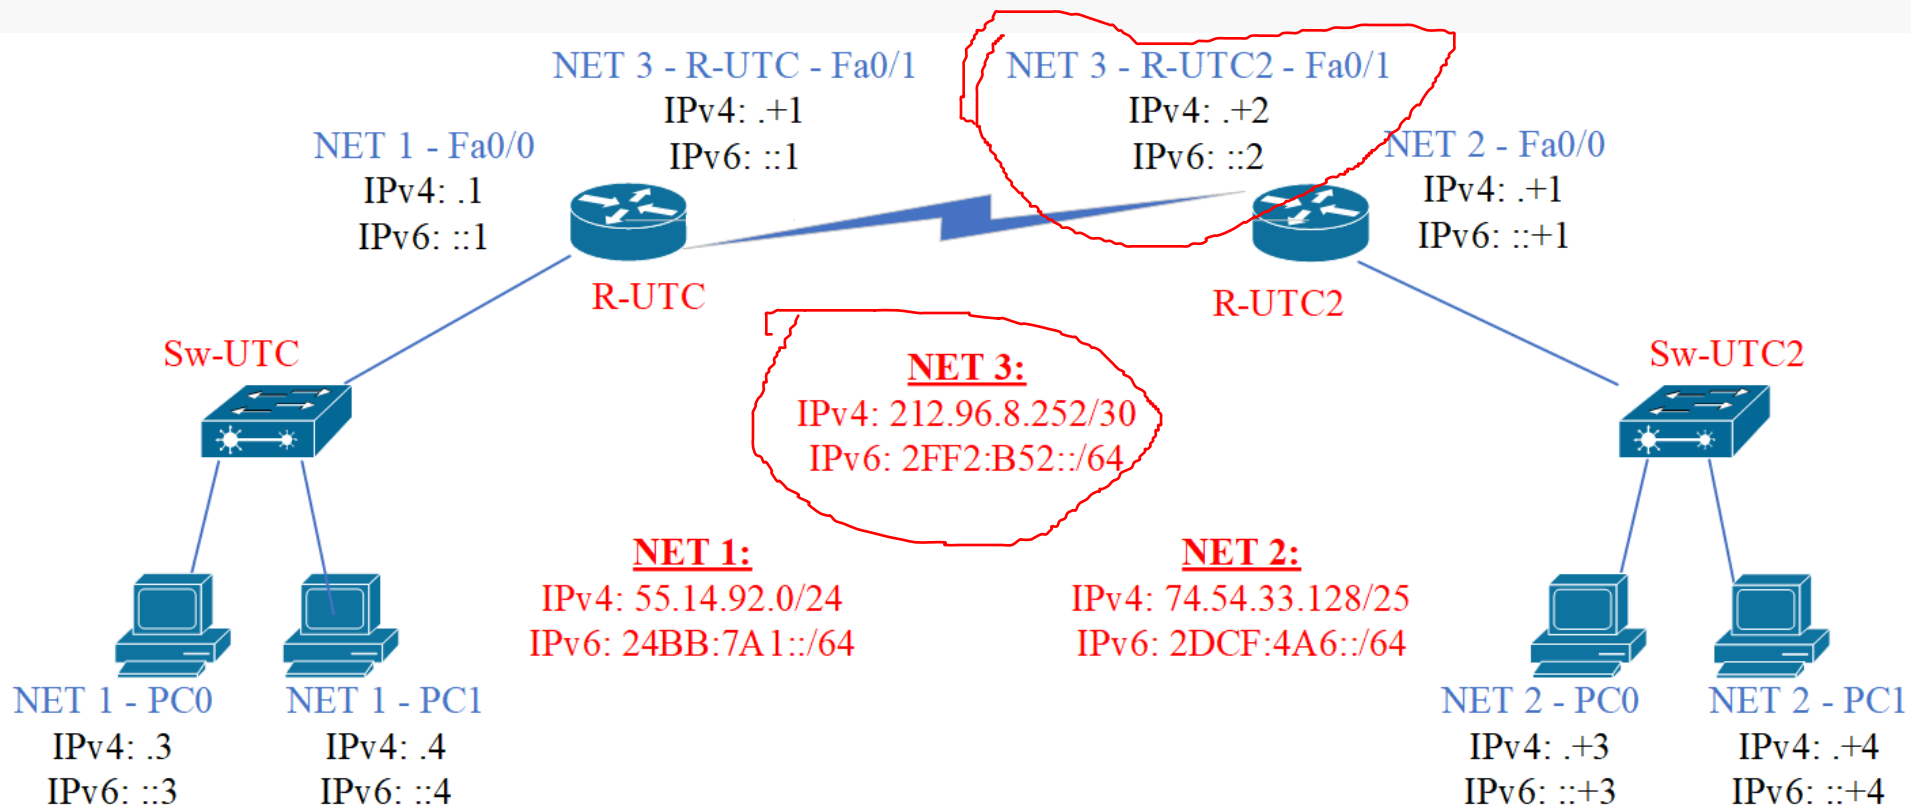 NET 3 - R-UTC - Fa0/1
IPv4: .+1
IPv6: ::1
NET 3 - R-UTC2 - Fa0/1
IPv4: .+2
IPv6: ::2
NET 1 - Fa0/0
IPv4: .1
IPv6: ::1
NET 2 - Fa0/0
IPv4: .+1
IPv6: ::+1
R-UTC
R-UTC2
Sw-UTC
Sw-UTC2
NET 3:
IPv4: 212.96.8.252/30
IPv6: 2FF2:B52::/64
NET 1:
IPv4: 55.14.92.0/24
IPv6: 24BB:7A1::/64
NET 2:
IPv4: 74.54.33.128/25
IPv6: 2DCF:4A6::/64
NET 1 - PC0
IPv4: .3
IPv6: ::3
NET 1 - PC1
IPv4: .4
IPv6: ::4
NET 2 - PC0
IPv4: .+3
IPv6: ::+3
NET 2 - PC1
IPv4: .+4
IPv6: ::+4